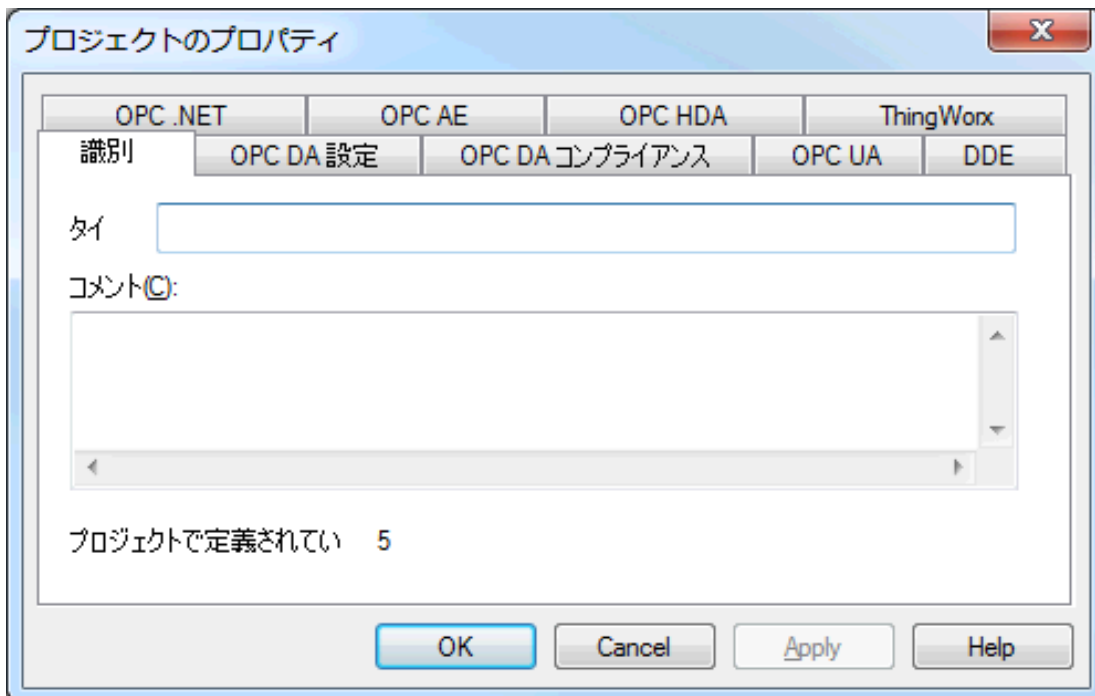 プロジェクトのプロパティ
OPC .NET OPC AE OPC HDA ThingWorx
識別 OPC DA 設定 OPC DA コンプライアンス OPC UA DDE
タイ
コメント(C):
プロジェクトで定義されてい 5
OK Cancel Apply Help